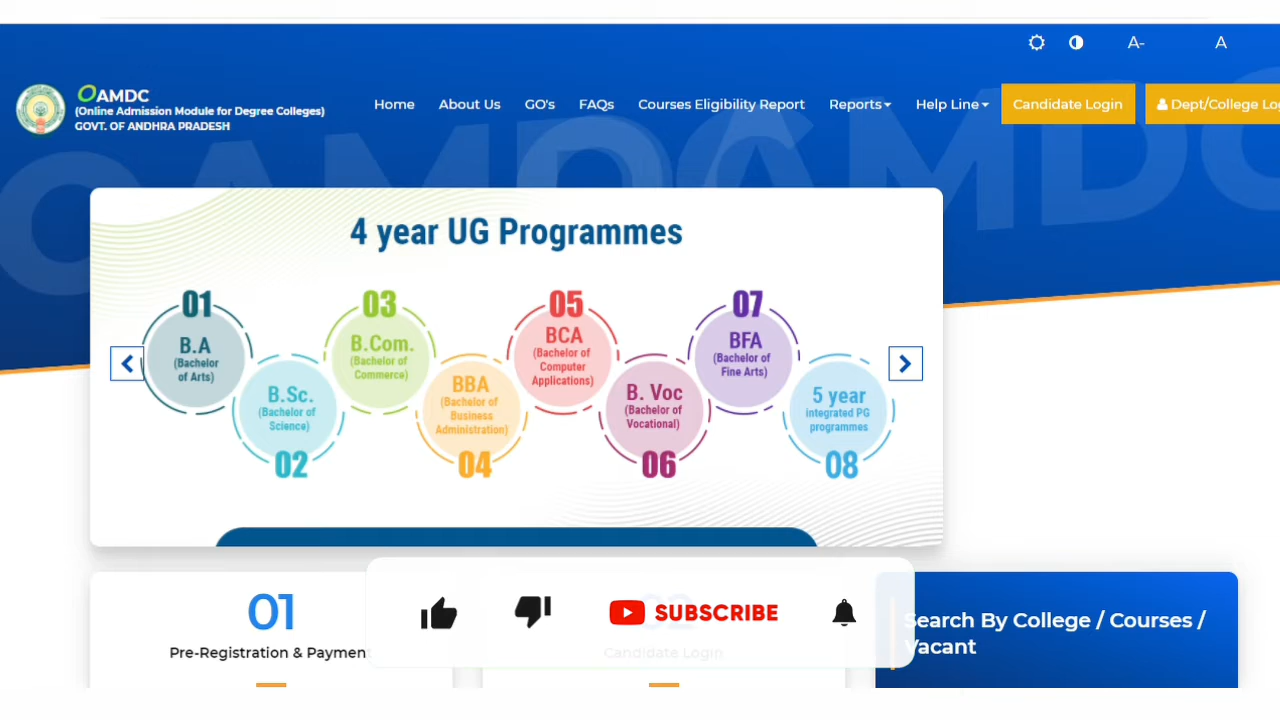 A-
A
OAMDC
(Online Admission Module for Degree Colleges)
GOVT. OF ANDHRA PRADESH
Home
About Us
GO's
FAQs
Courses Eligibility Report
Reports
Help Line
Candidate Login
Dept/College Lo
4 year UG Programmes
01
B.A
(Bachelor
of Arts)
B.Sc.
(Bachelor of
Science)
02
03
B.Com.
(Bachelor of
Commerce)
BBA
(Bachelor of
Business
Administration)
04
05
BCA
(Bachelor of
Computer
Applications)
B. Voc
(Bachelor of
Vocational)
06
07
BFA
(Bachelor of
Fine Arts)
5 year
integrated PG
programmes
08
01
Pre-Registration & Paymen
SUBSCRIBE
Candidate Login
Search By College / Courses /
Vacant